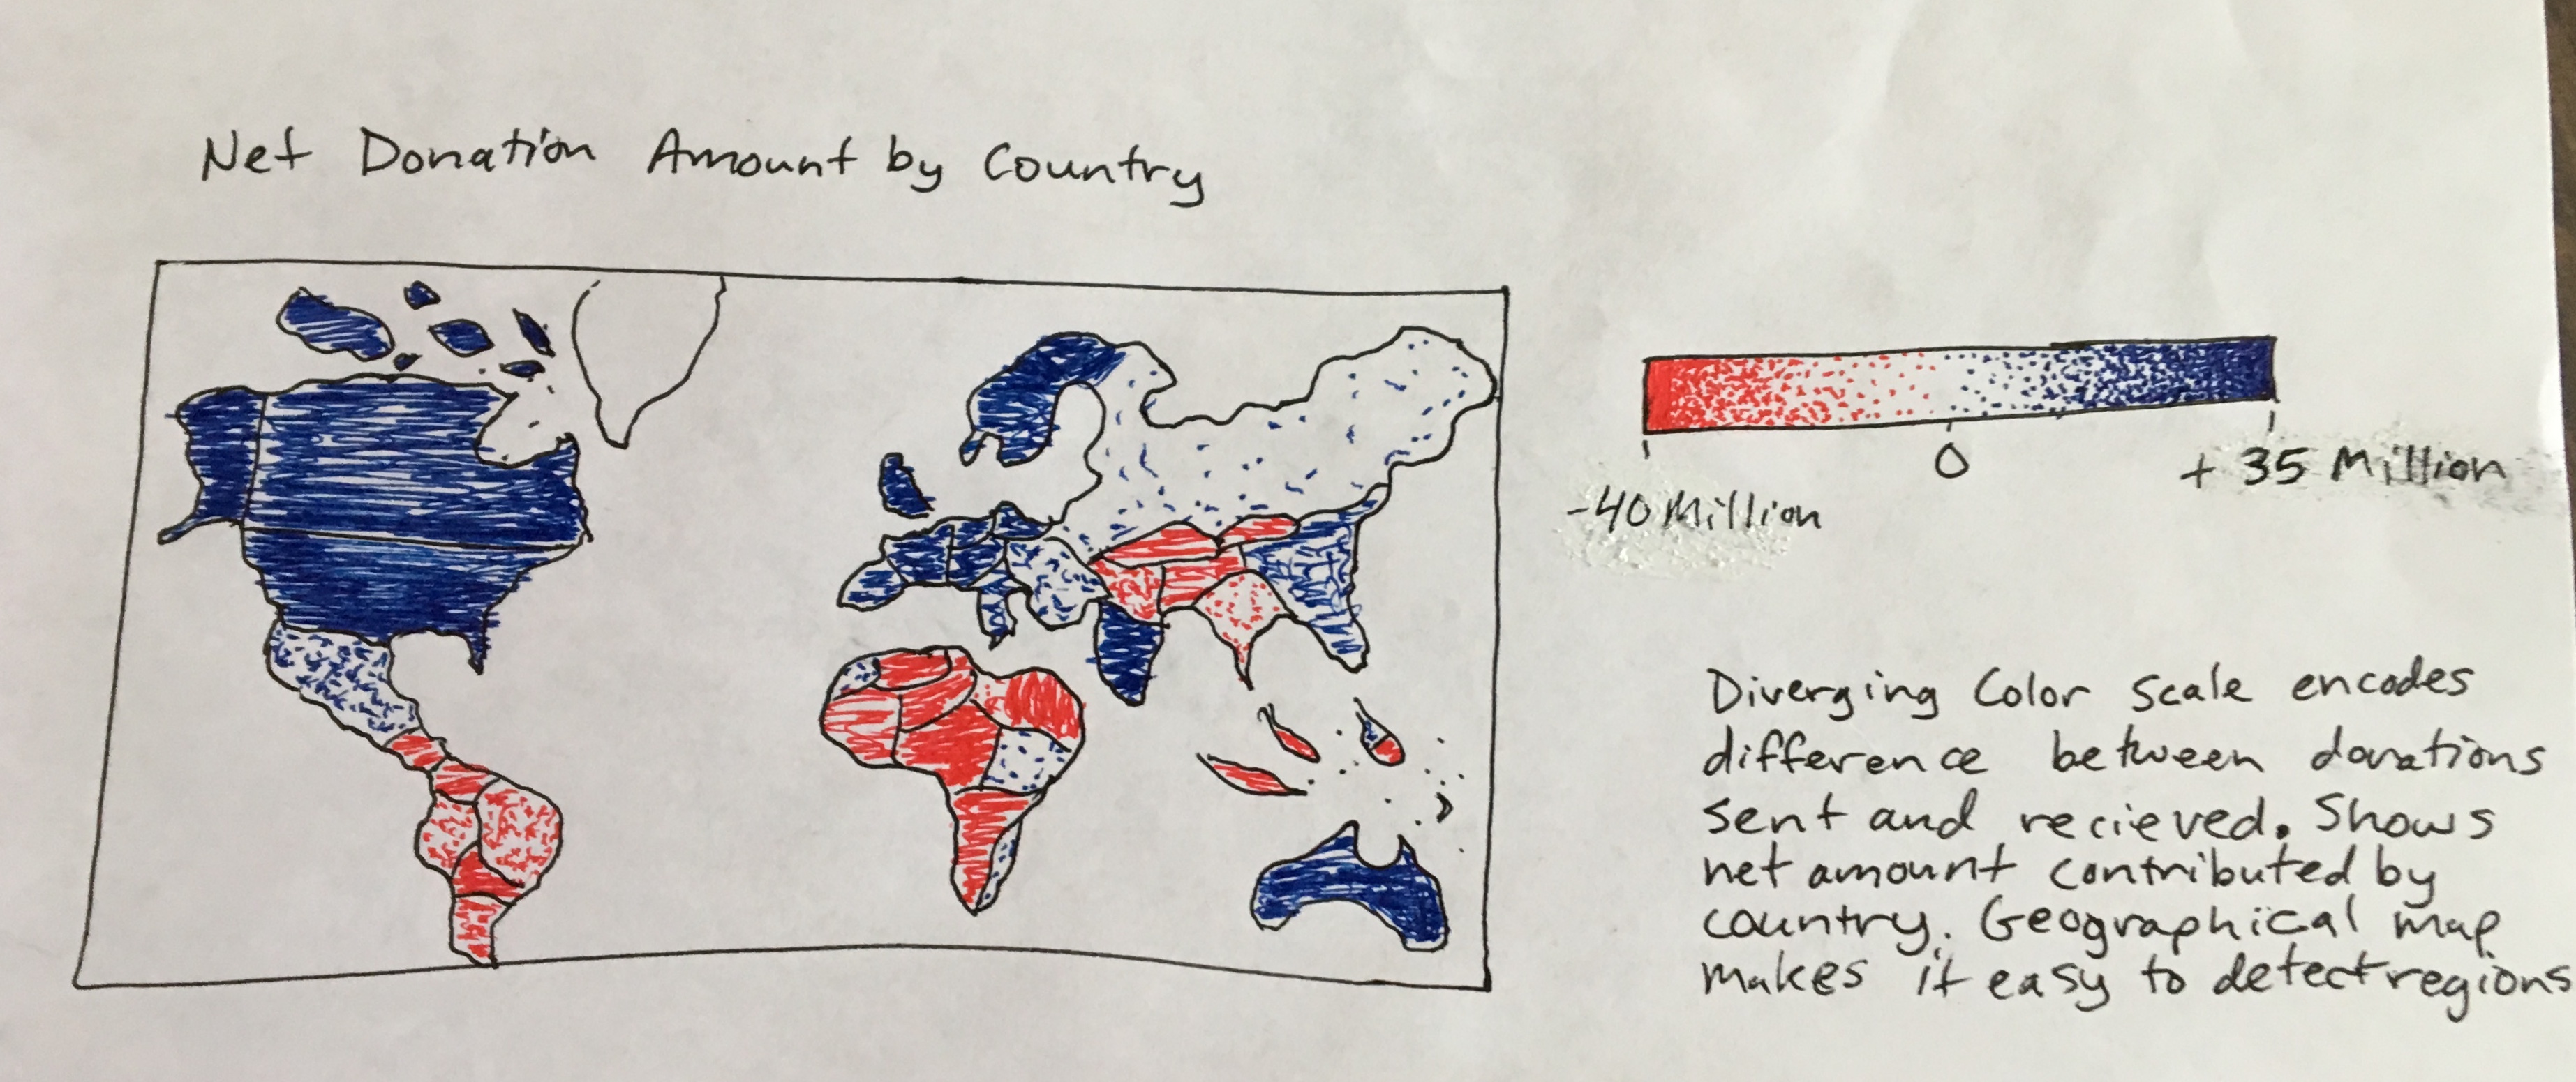 Net Donation Amount by Country
-40 Million
0
+ 35 Million
Diverging Color scale encodes
difference between donations
sent and recieved. Shows
net amount contributed by
country. Geographical map
makes it easy to detect regions